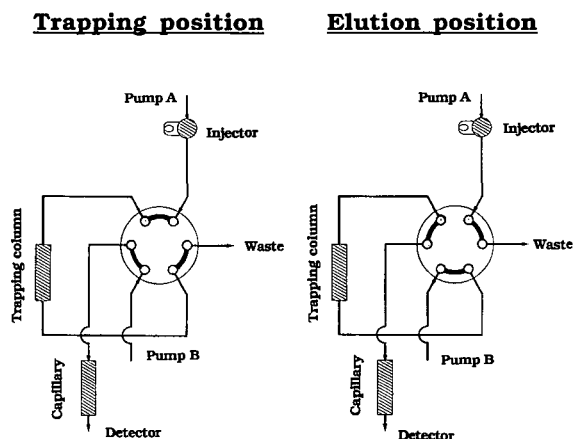 Trapping position
Elution position
Pump A
Injector
Trapping column
Waste
Pump B
Capillary
Detector
Pump A
Injector
Trapping column
Waste
Pump B
Capillary
Detector